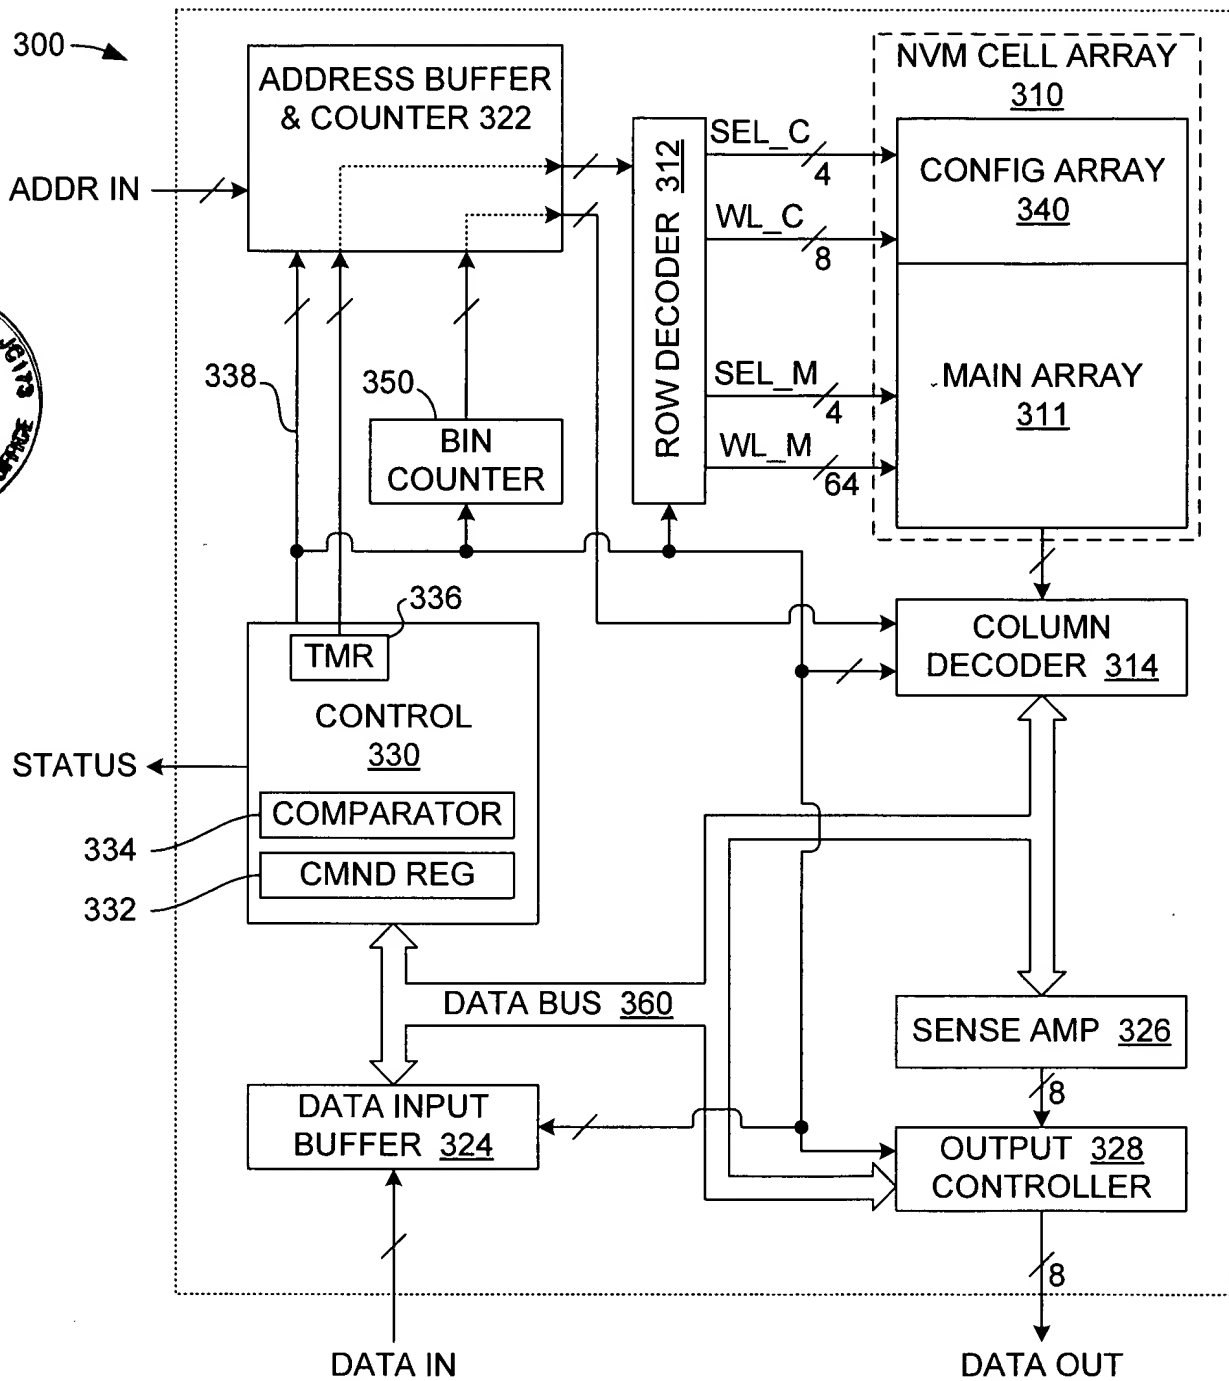 300
ADDRESS BUFFER
& COUNTER 322
NVM CELL ARRAY
310
ADDR IN
ROW DECODER 312
SEL_C
4
WL_C
8
CONFIG ARRAY
340
SEL_M
4
WL_M
64
MAIN ARRAY
311
338
350
BIN
COUNTER
336
TMR
CONTROL
330
STATUS
COMPARATOR
334
CMND REG
332
COLUMN
DECODER 314
DATA BUS 360
SENSE AMP 326
8
DATA INPUT
BUFFER 324
OUTPUT 328
CONTROLLER
8
DATA IN
DATA OUT
JC173